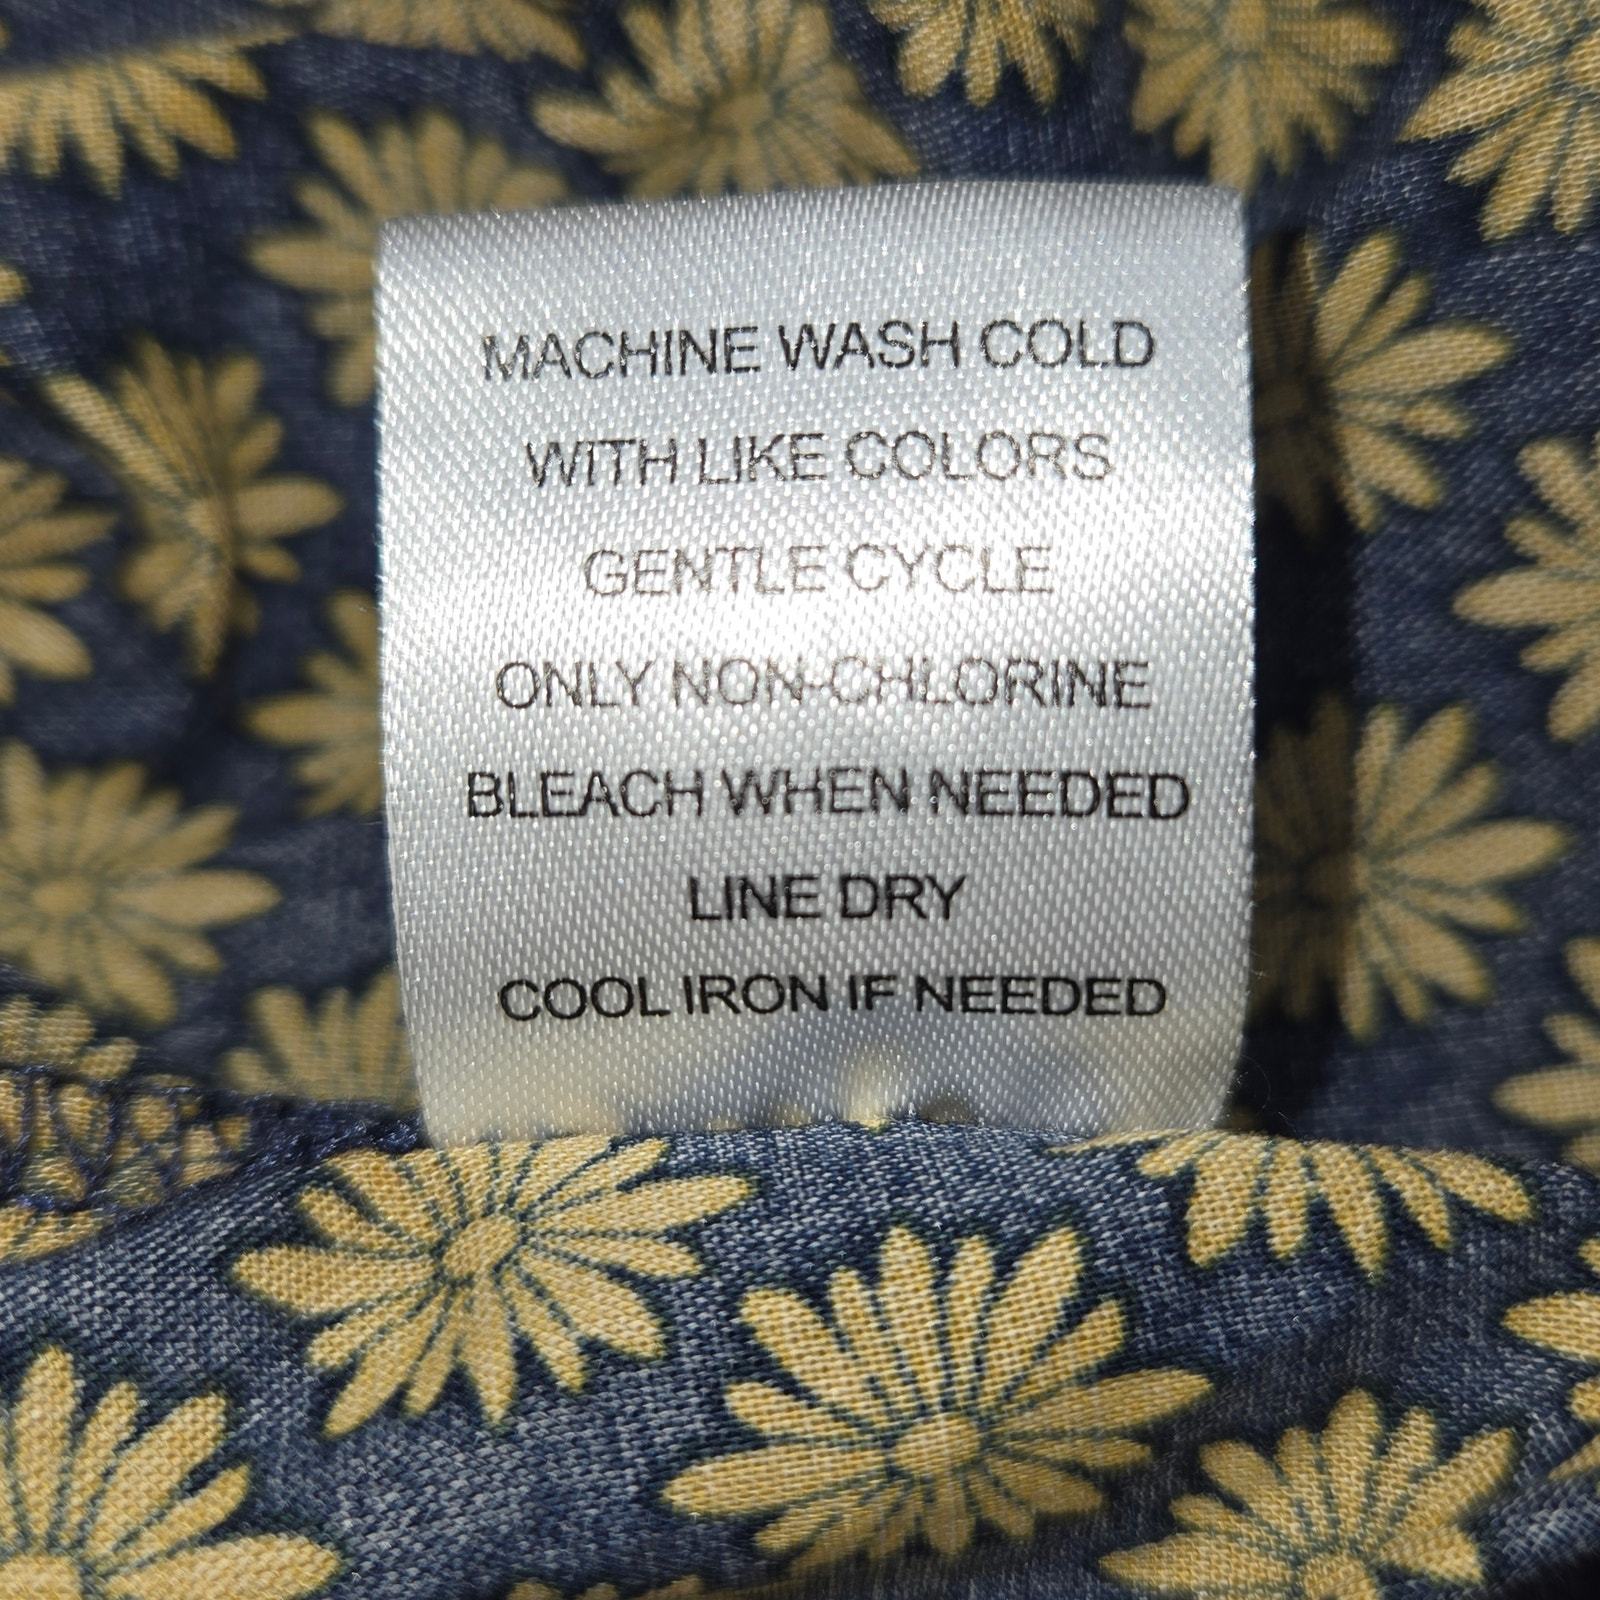 MACHINE WASH COLD
WITH LIKE COLORS
GENTLE CYCLE
ONLY NON-CHLORINE
BLEACH WHEN NEEDED
LINE DRY
COOL IRON IF NEEDED